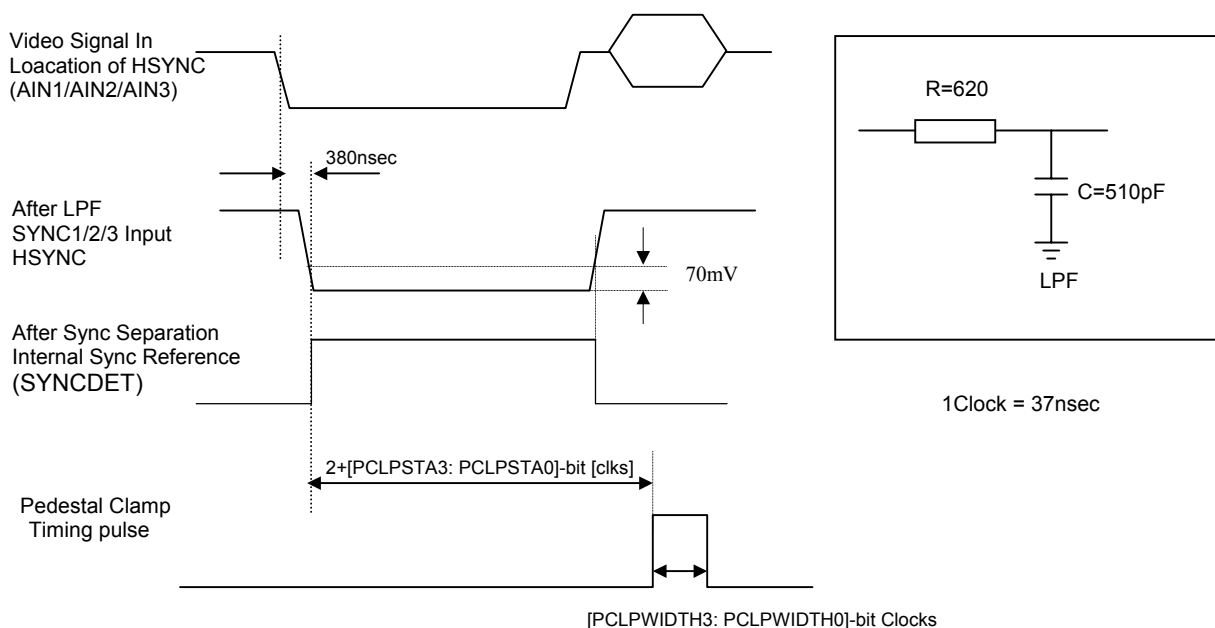 Video Signal In
Loacation of HSYNC
(AIN1/AIN2/AIN3)
R=620
C=510pF
LPF
380nsec
After LPF
SYNC1/2/3 Input
HSYNC
70mV
After Sync Separation
Internal Sync Reference
(SYNCDET)
1Clock = 37nsec
2+[PCLPSTA3: PCLPSTA0]-bit [clks]
Pedestal Clamp
Timing pulse
[PCLPWIDTH3: PCLPWIDTH0]-bit Clocks